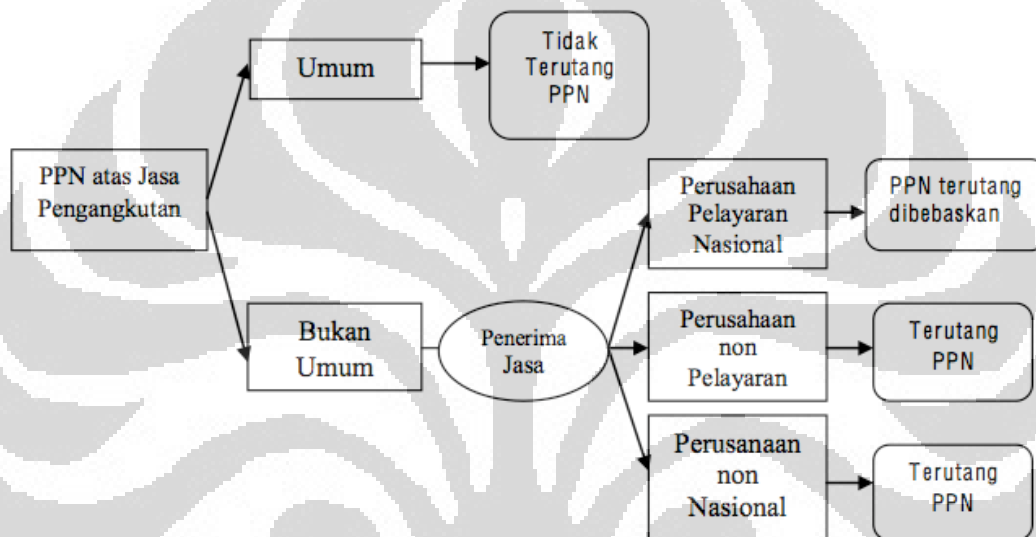 Umum
Tidak
Terutang
PPN
PPN atas Jasa
Pengangkutan
Bukan
Umum
Penerima
Jasa
Perusahaan
Pelayaran
Nasional
PPN terutang
dibebaskan
Perusahaan
non
Pelayaran
Terutang
PPN
Perusanaan
non
Nasional
Terutang
PPN